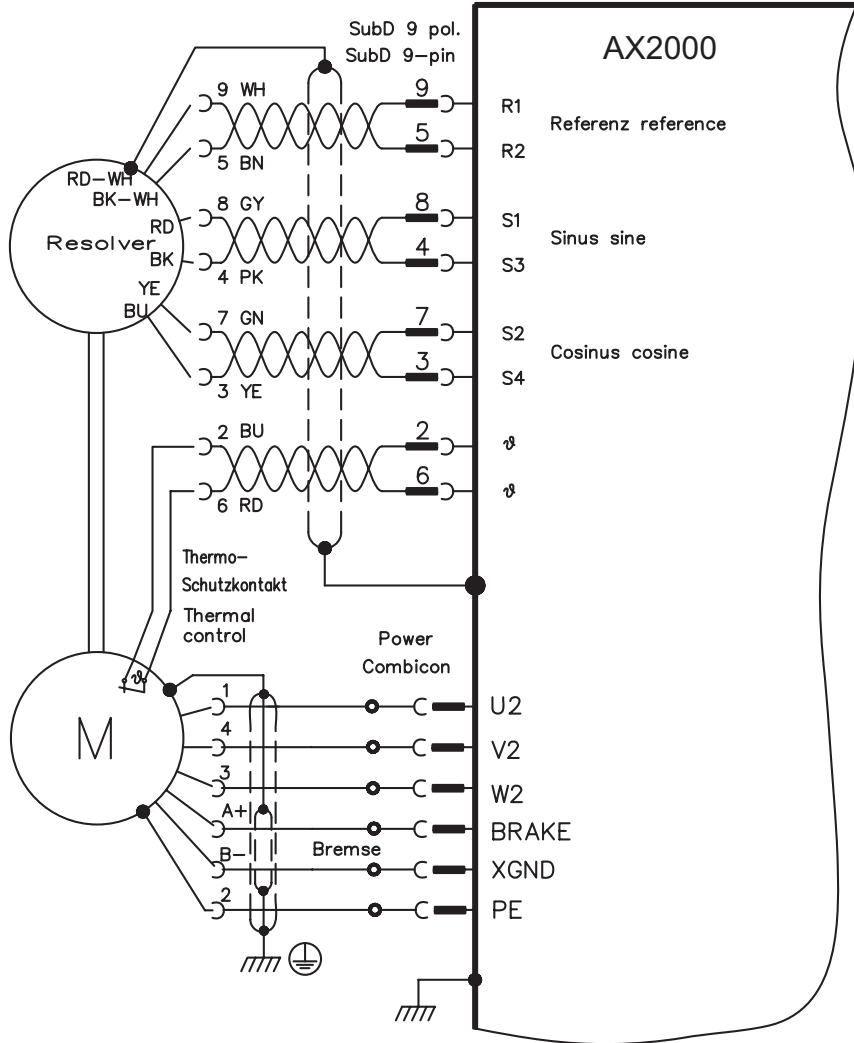 SubD 9 pol.
SubD 9-pin
AX2000
9 WH
9
R1
Referenz reference
5 BN
5
R2
RD-WH
BK-WH
8 GY
8
S1
Sinus sine
RD
Resolver
BK
4 PK
4
S3
YE
BU
7 GN
7
S2
Cosinus cosine
3 YE
3
S4
2 BU
2
ϑ
6 RD
6
ϑ
Thermo-
Schutzkontakt
Thermal
control
Power
Combicon
ϑ
M
1
U2
4
V2
3
W2
A+
BRAKE
B-
Bremse
XGND
2
PE